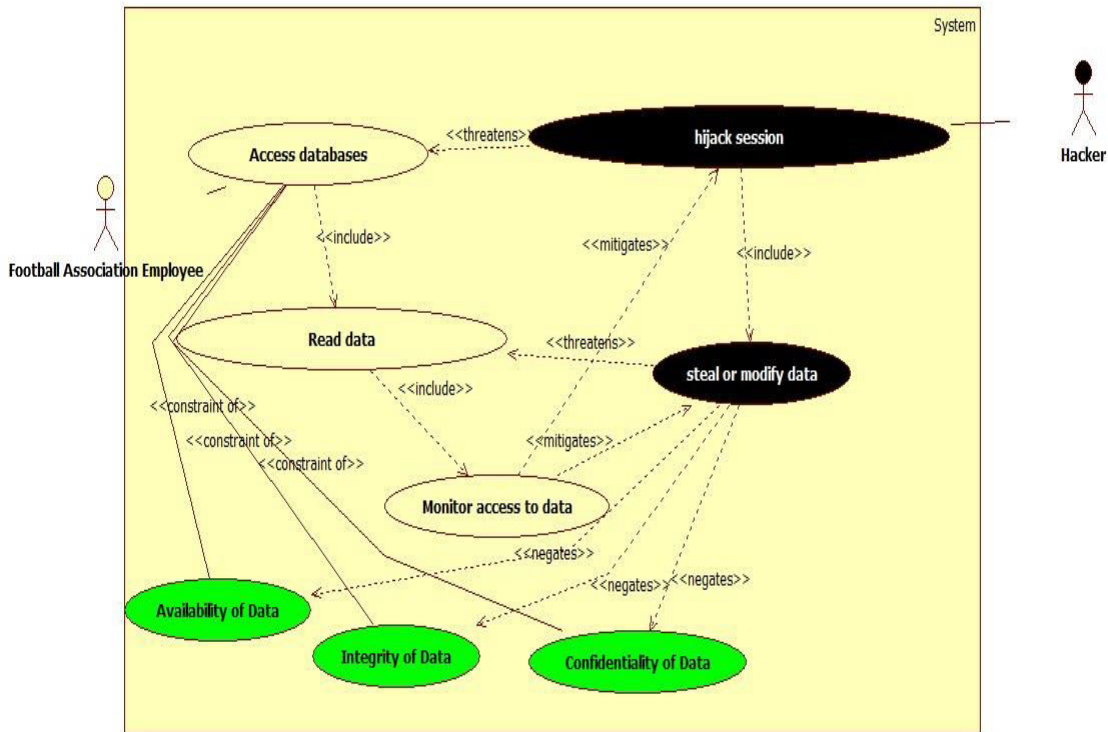 System
hijack session
<<threatens>>
Access databases
Hacker
<<include>>
<<mitigates>>
<<include>>
Football Association Employee
Read data
<<threatens>>
steal or modify data
<<include>>
<<constraint of>>
<<constraint of>>
<<mitigates>>
<<constraint of>>
Monitor access to data
<<negates>>
<<negates>>
<<negates>>
Availability of Data
Integrity of Data
Confidentiality of Data